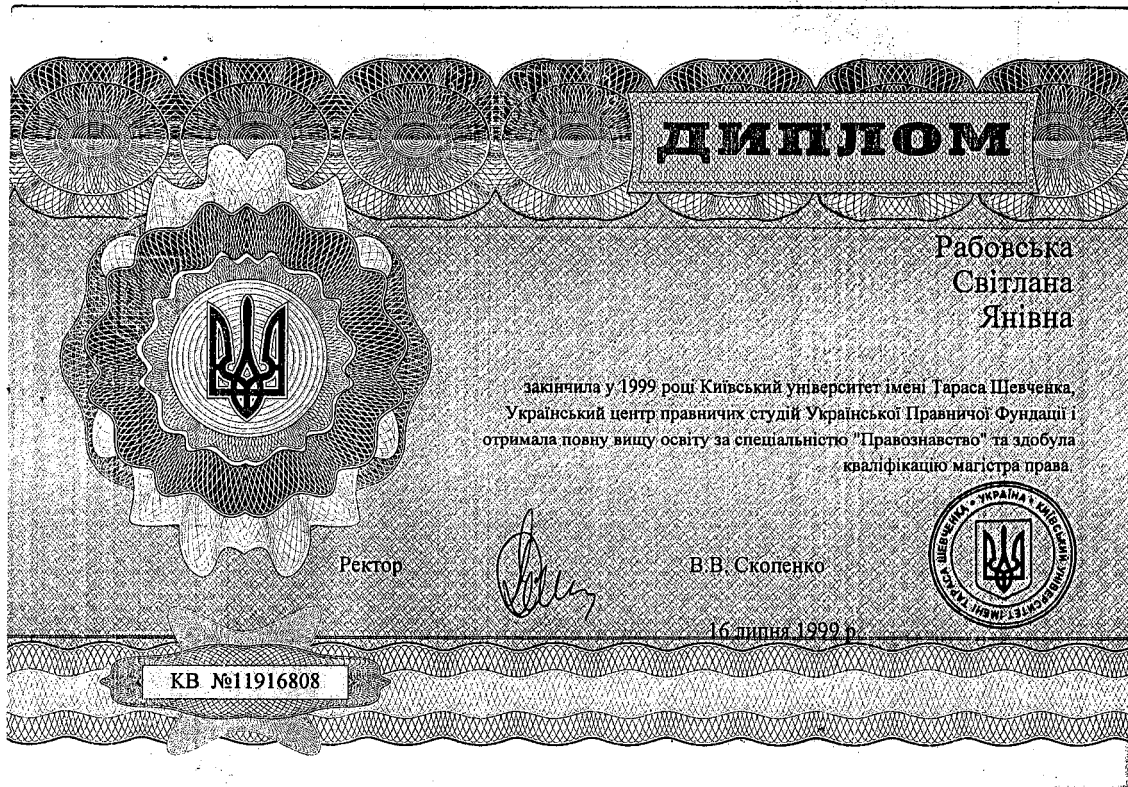 ДИПЛОМ
Рабовська
Світлана
Янівна
закінчила у 1999 році Київський університет імені Тараса Шевченка,
Український центр правничих студій Української Правничої Фундації і
отримала повну вищу освіту за спеціальністю "Правознавство" та здобула
кваліфікацію магістра права.
УКРАЇНА * КИЇВСЬКИЙ УНІВЕРСИТЕТ ІМЕНІ ТАРАСА ШЕВЧЕНКА *
Ректор В.В. Скопенко
16 липня 1999 р.
КВ №11916808